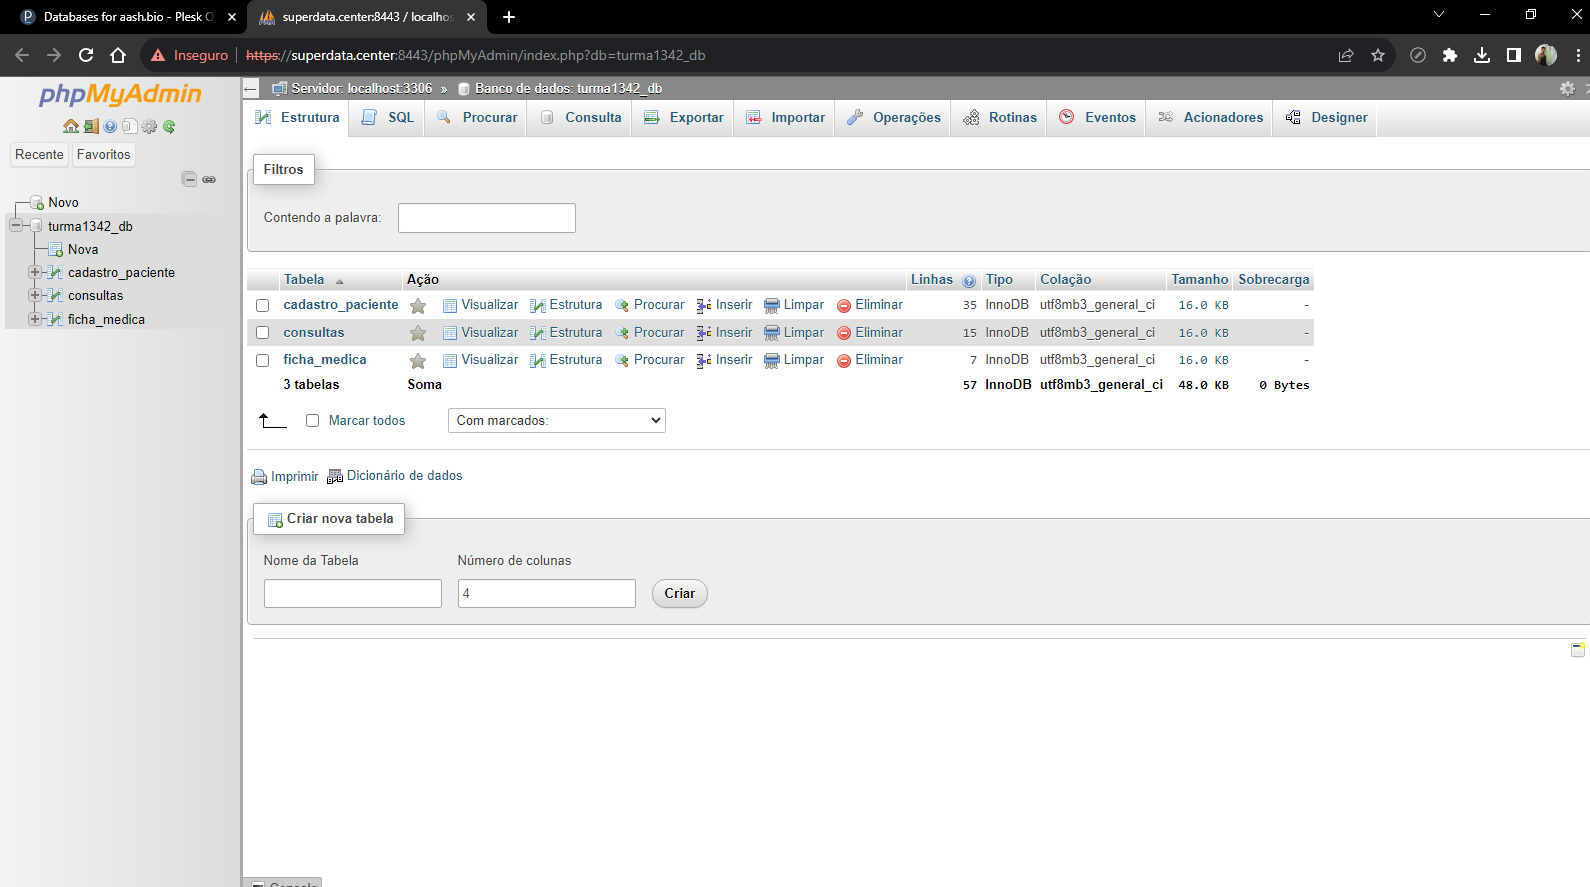 Databases for aash.bio - Plesk O
superdata.center:8443 / localhos
Inseguro https://superdata.center:8443/phpMyAdmin/index.php?db=turma1342_db
phpMyAdmin
Recente Favoritos
Novo
turma1342_db
Nova
cadastro_paciente
consultas
ficha_medica
Servidor: localhost:3306 » Banco de dados: turma1342_db
Estrutura SQL Procurar Consulta Exportar Importar Operações Rotinas Eventos Acionadores Designer
Filtros
Contendo a palavra:
Tabela Ação Linhas Tipo Colação Tamanho Sobrecarga
cadastro_paciente Visualizar Estrutura Procurar Inserir Limpar Eliminar 35 InnoDB utf8mb3_general_ci 16.0 KB -
consultas Visualizar Estrutura Procurar Inserir Limpar Eliminar 15 InnoDB utf8mb3_general_ci 16.0 KB -
ficha_medica Visualizar Estrutura Procurar Inserir Limpar Eliminar 7 InnoDB utf8mb3_general_ci 16.0 KB -
3 tabelas Soma 57 InnoDB utf8mb3_general_ci 48.0 KB 0 Bytes
Marcar todos Com marcados:
Imprimir Dicionário de dados
Criar nova tabela
Nome da Tabela Número de colunas
4 Criar
Console